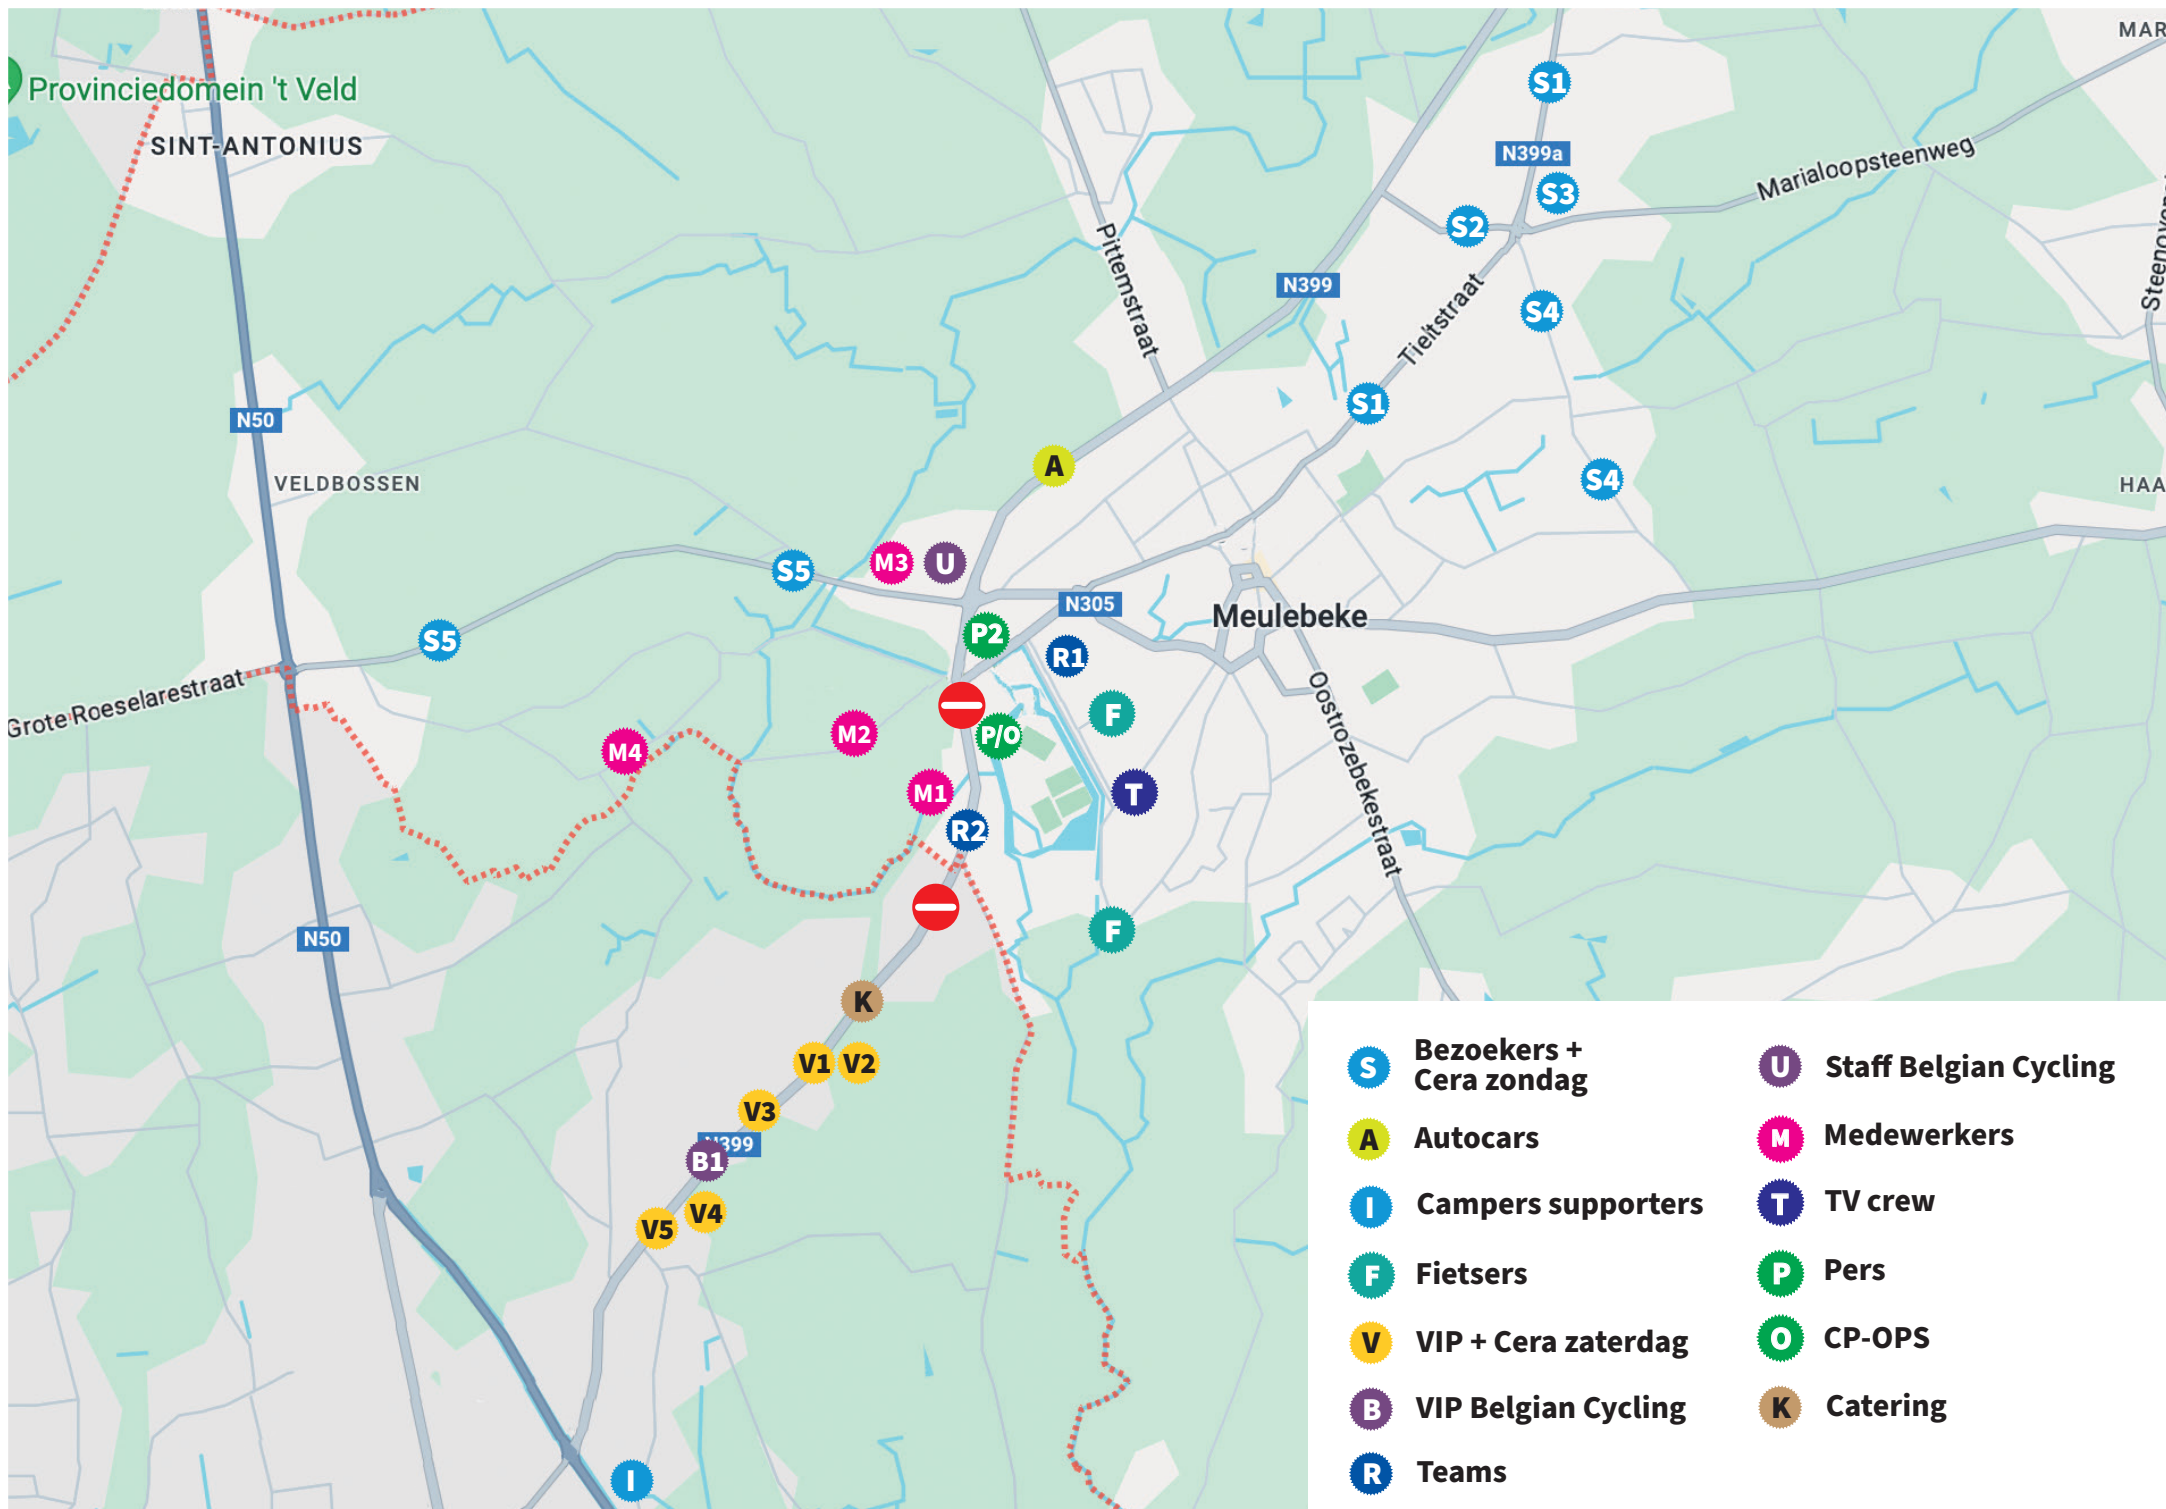 MAR
Provinciedomein 't Veld
S1
SINT-ANTONIUS
N399a
Marialoopsteenweg
S3
S2
Pittemstraat
N399
Steenoven
S4
Tieltstraat
S1
N50
A
VELDBOSSEN
S4
HAA
S5
M3
U
N305
Meulebeke
S5
P2
R1
Grote Roeselarestraat
Oostrozebekestraat
F
M2
P/O
M4
M1
T
R2
F
N50
K
V1
V2
V3
N399
B1
V4
V5
I
S
Bezoekers +
Cera zondag
A
Autocars
I
Campers supporters
F
Fietsers
V
VIP + Cera zaterdag
B
VIP Belgian Cycling
R
Teams
U
Staff Belgian Cycling
M
Medewerkers
T
TV crew
P
Pers
O
CP-OPS
K
Catering